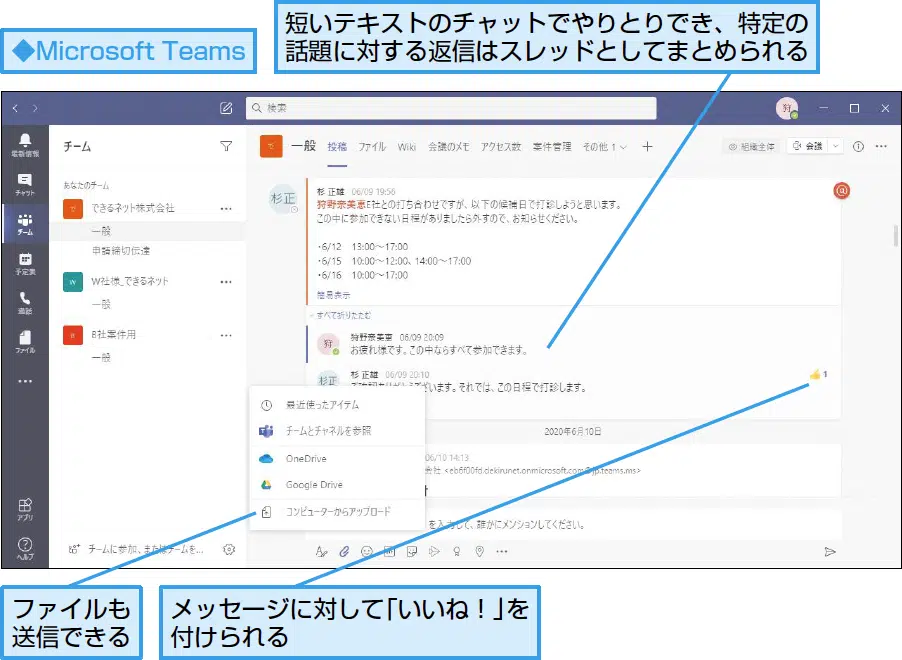 ◆Microsoft Teams
短いテキストのチャットでやりとりでき、特定の
話題に対する返信はスレッドとしてまとめられる
検索
狩
最新情報
チャット
チーム
予定表
通話
ファイル
アプリ
ヘルプ
チーム
あなたのチーム
できるネット株式会社
一般
申請締切伝達
W社様_できるネット
一般
E社案件用
一般
チームに参加、またはチームを...
一般
投稿
ファイル
Wiki
会議のメモ
アクセス数
案件管理
その他 1
組織全体
会議
杉正
杉 正雄 06/09 19:56
狩野奈美恵E社との打ち合わせですが、以下の候補日で打診しようと思います。
この中に参加できない日程がありましたら外すので、お知らせください。
・6/12 13:00～17:00
・6/15 10:00～12:00、14:00～17:00
・6/16 10:00～17:00
簡易表示
すべて折りたたむ
狩
狩野奈美恵 06/09 20:09
お疲れ様です。この中ならすべて参加できます。
杉正
杉 正雄 06/09 20:10
ございます。それでは、この日程で打診します。
1
2020年6月10日
06/10 14:13
会社 <eb6f00fd.dekirunet.onmicrosoft.com@jp.teams.ms>
最近使ったアイテム
チームとチャネルを参照
OneDrive
Google Drive
コンピューターからアップロード
を入力して、誰かにメンションしてください。
ファイルも
送信できる
メッセージに対して「いいね！」を
付けられる